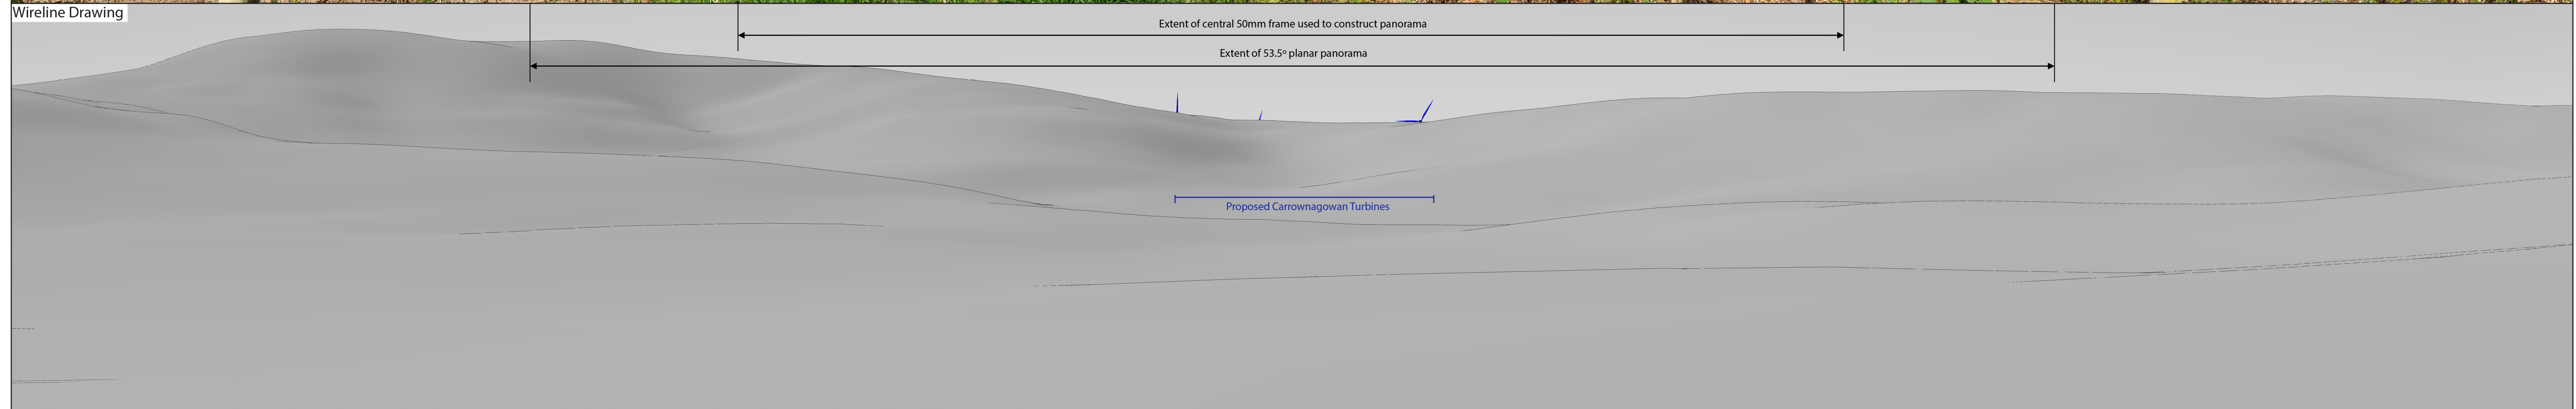 Wireline Drawing
Extent of central 50mm frame used to construct panorama
Extent of 53.5º planar panorama
Proposed Carrownagowan Turbines